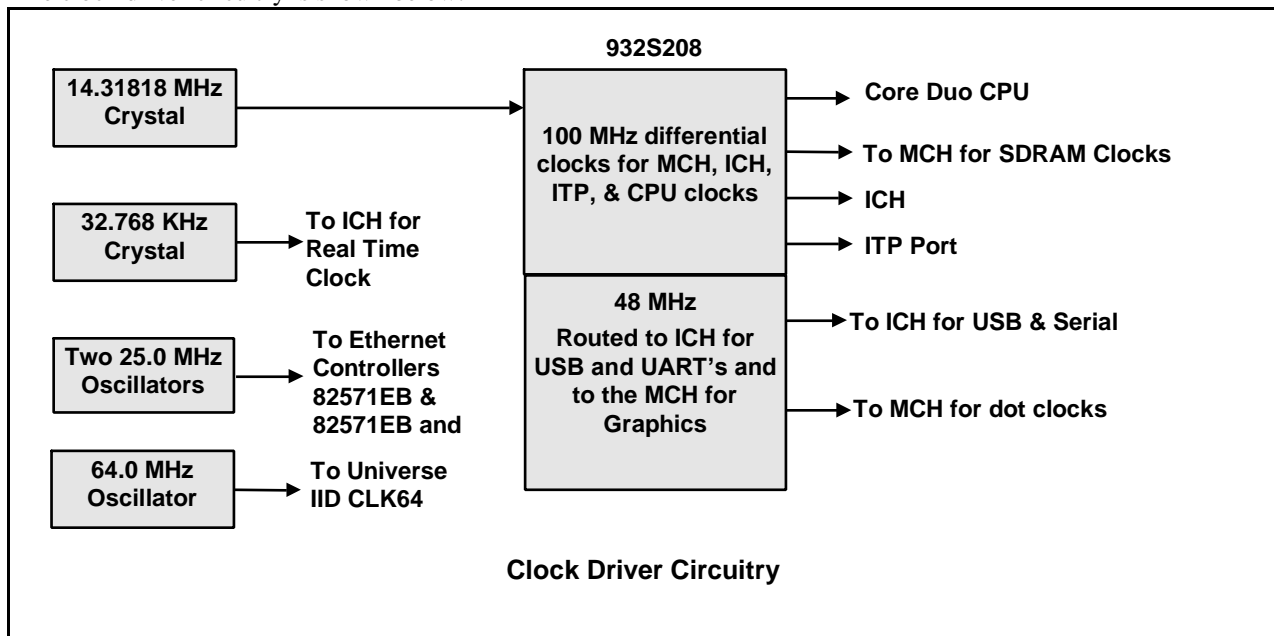 932S208
14.31818 MHz
Crystal
32.768 KHz
Crystal
To ICH for
Real Time
Clock
Two 25.0 MHz
Oscillators
To Ethernet
Controllers
82571EB &
82571EB and
64.0 MHz
Oscillator
To Universe
IID CLK64
100 MHz differential
clocks for MCH, ICH,
ITP, & CPU clocks
48 MHz
Routed to ICH for
USB and UART's and
to the MCH for
Graphics
Core Duo CPU
To MCH for SDRAM Clocks
ICH
ITP Port
To ICH for USB & Serial
To MCH for dot clocks
Clock Driver Circuitry